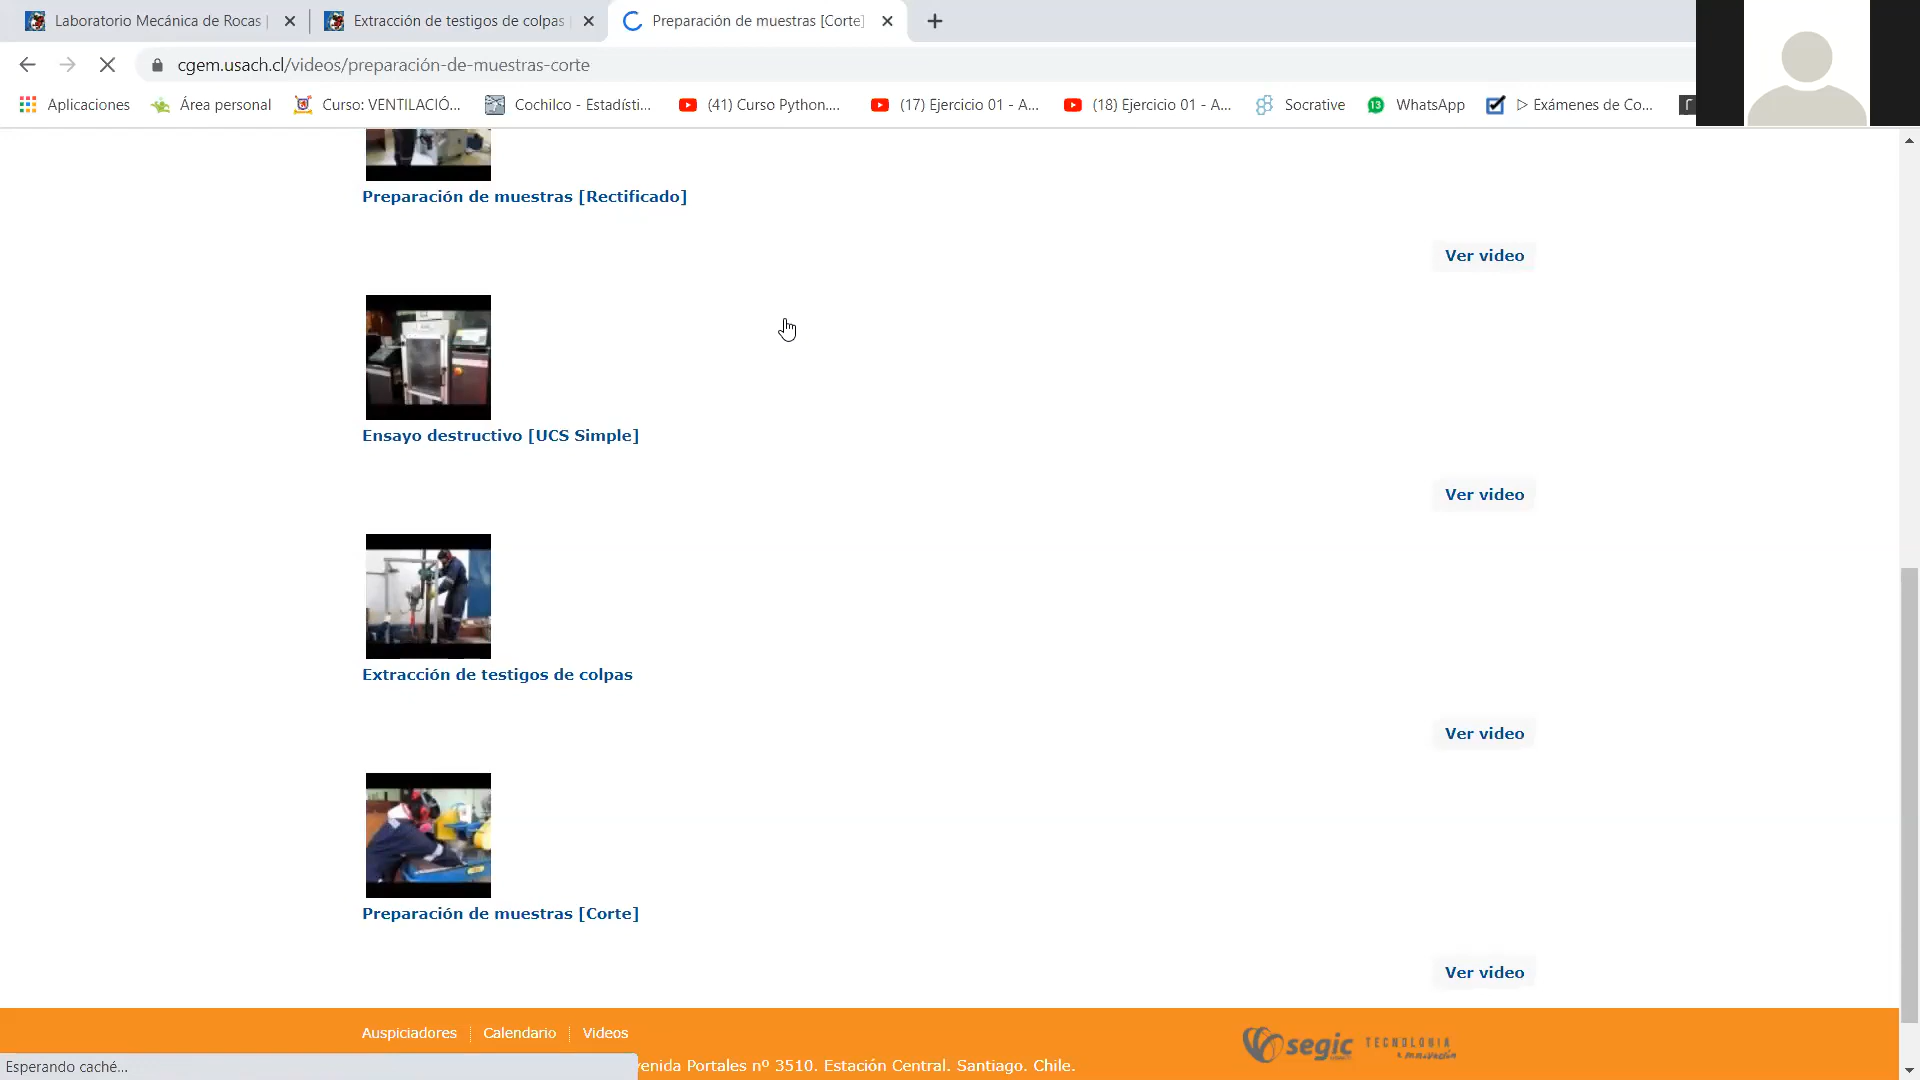 Laboratorio Mecánica de Rocas |
Extracción de testigos de colpas
Preparación de muestras [Corte]
cgem.usach.cl/videos/preparación-de-muestras-corte
Aplicaciones
Área personal
Curso: VENTILACIÓ...
Cochilco - Estadísti...
(41) Curso Python....
(17) Ejercicio 01 - A...
(18) Ejercicio 01 - A...
Socrative
13 WhatsApp
▷ Exámenes de Co...
Preparación de muestras [Rectificado]
Ver video
Ensayo destructivo [UCS Simple]
Ver video
Extracción de testigos de colpas
Ver video
Preparación de muestras [Corte]
Ver video
Auspiciadores
Calendario
Videos
segic TECNOLOGIA e innovación
Esperando caché...
venida Portales nº 3510. Estación Central. Santiago. Chile.